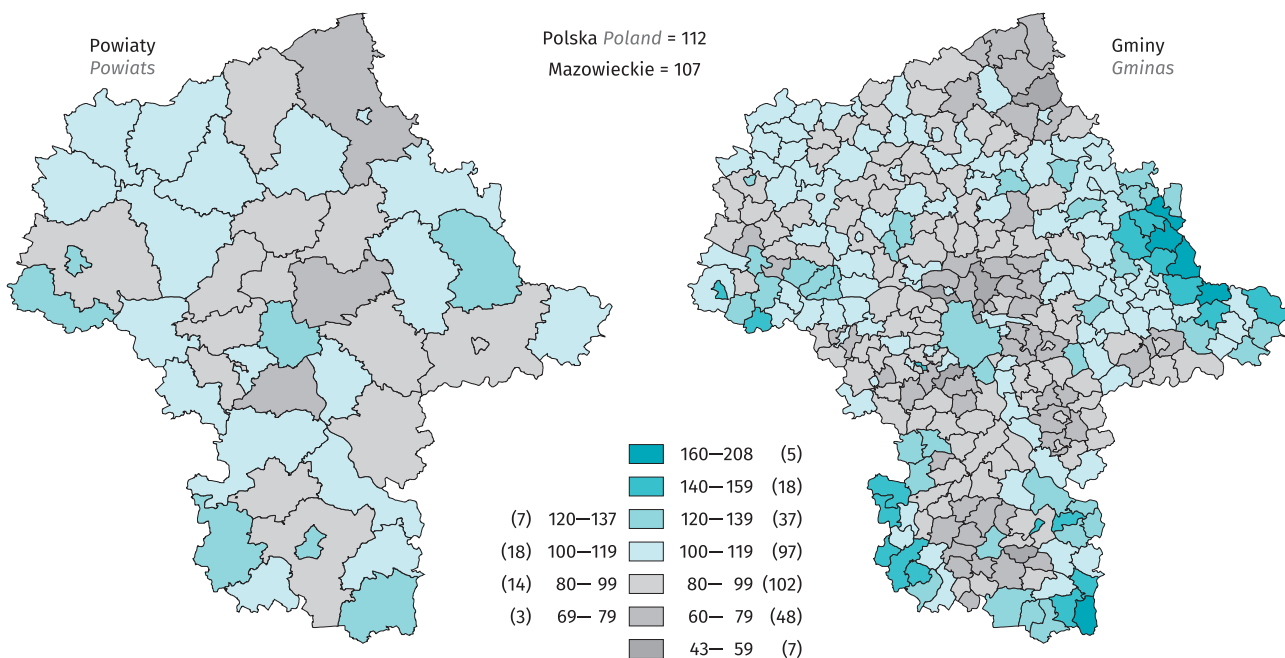 Powiaty
Powiats
Polska Poland = 112
Mazowieckie = 107
Gminy
Gminas
160—208 (5)
140—159 (18)
(7) 120—137 120—139 (37)
(18) 100—119 100—119 (97)
(14) 80— 99 80— 99 (102)
(3) 69— 79 60— 79 (48)
43— 59 (7)